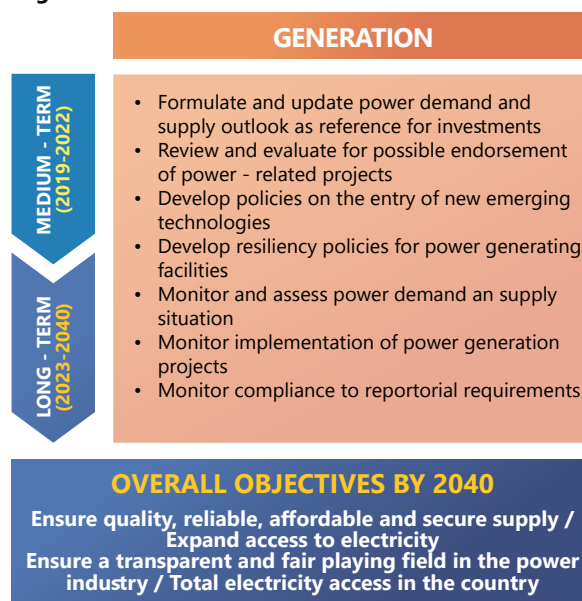 GENERATION
MEDIUM - TERM
(2019-2022)
LONG - TERM
(2023-2040)
• Formulate and update power demand and
supply outlook as reference for investments
• Review and evaluate for possible endorsement
of power - related projects
• Develop policies on the entry of new emerging
technologies
• Develop resiliency policies for power generating
facilities
• Monitor and assess power demand an supply
situation
• Monitor implementation of power generation
projects
• Monitor compliance to reportorial requirements
OVERALL OBJECTIVES BY 2040
Ensure quality, reliable, affordable and secure supply /
Expand access to electricity
Ensure a transparent and fair playing field in the power
industry / Total electricity access in the country